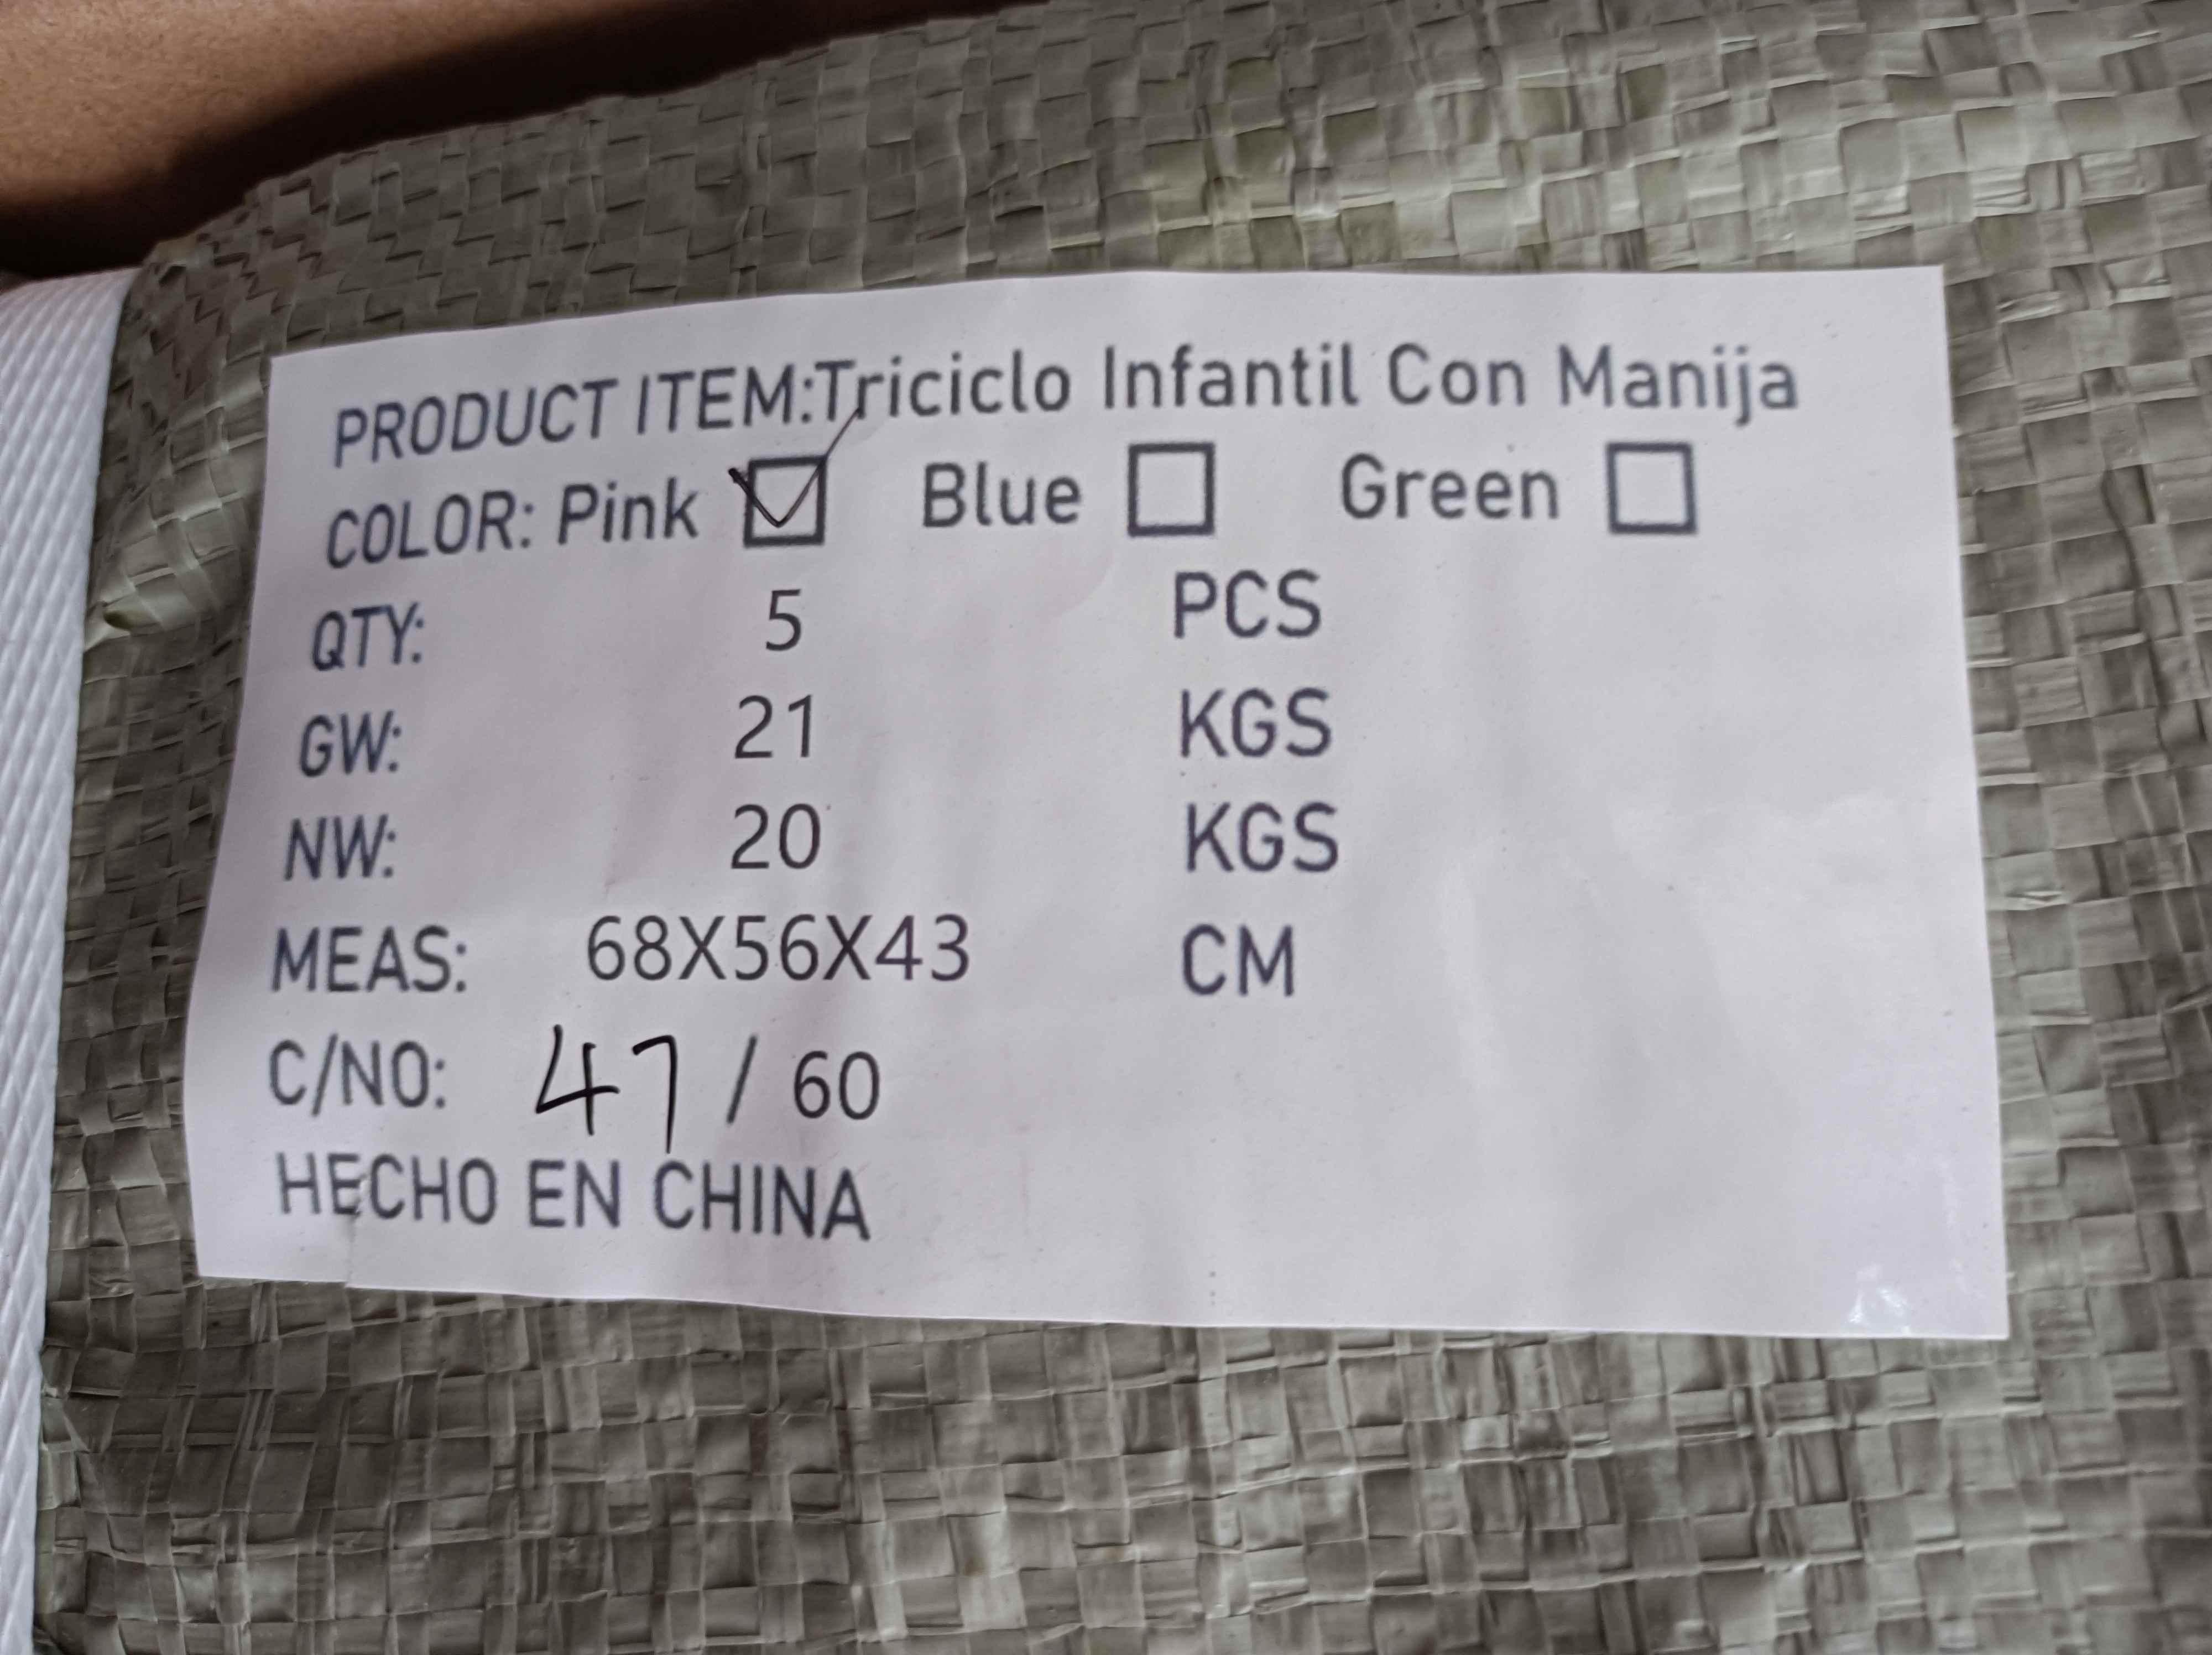 PRODUCT ITEM:Triciclo Infantil Con Manija
COLOR: Pink ☑ Blue ☐ Green ☐
QTY: 5 PCS
GW: 21 KGS
NW: 20 KGS
MEAS: 68X56X43 CM
C/NO: 47 / 60
HECHO EN CHINA